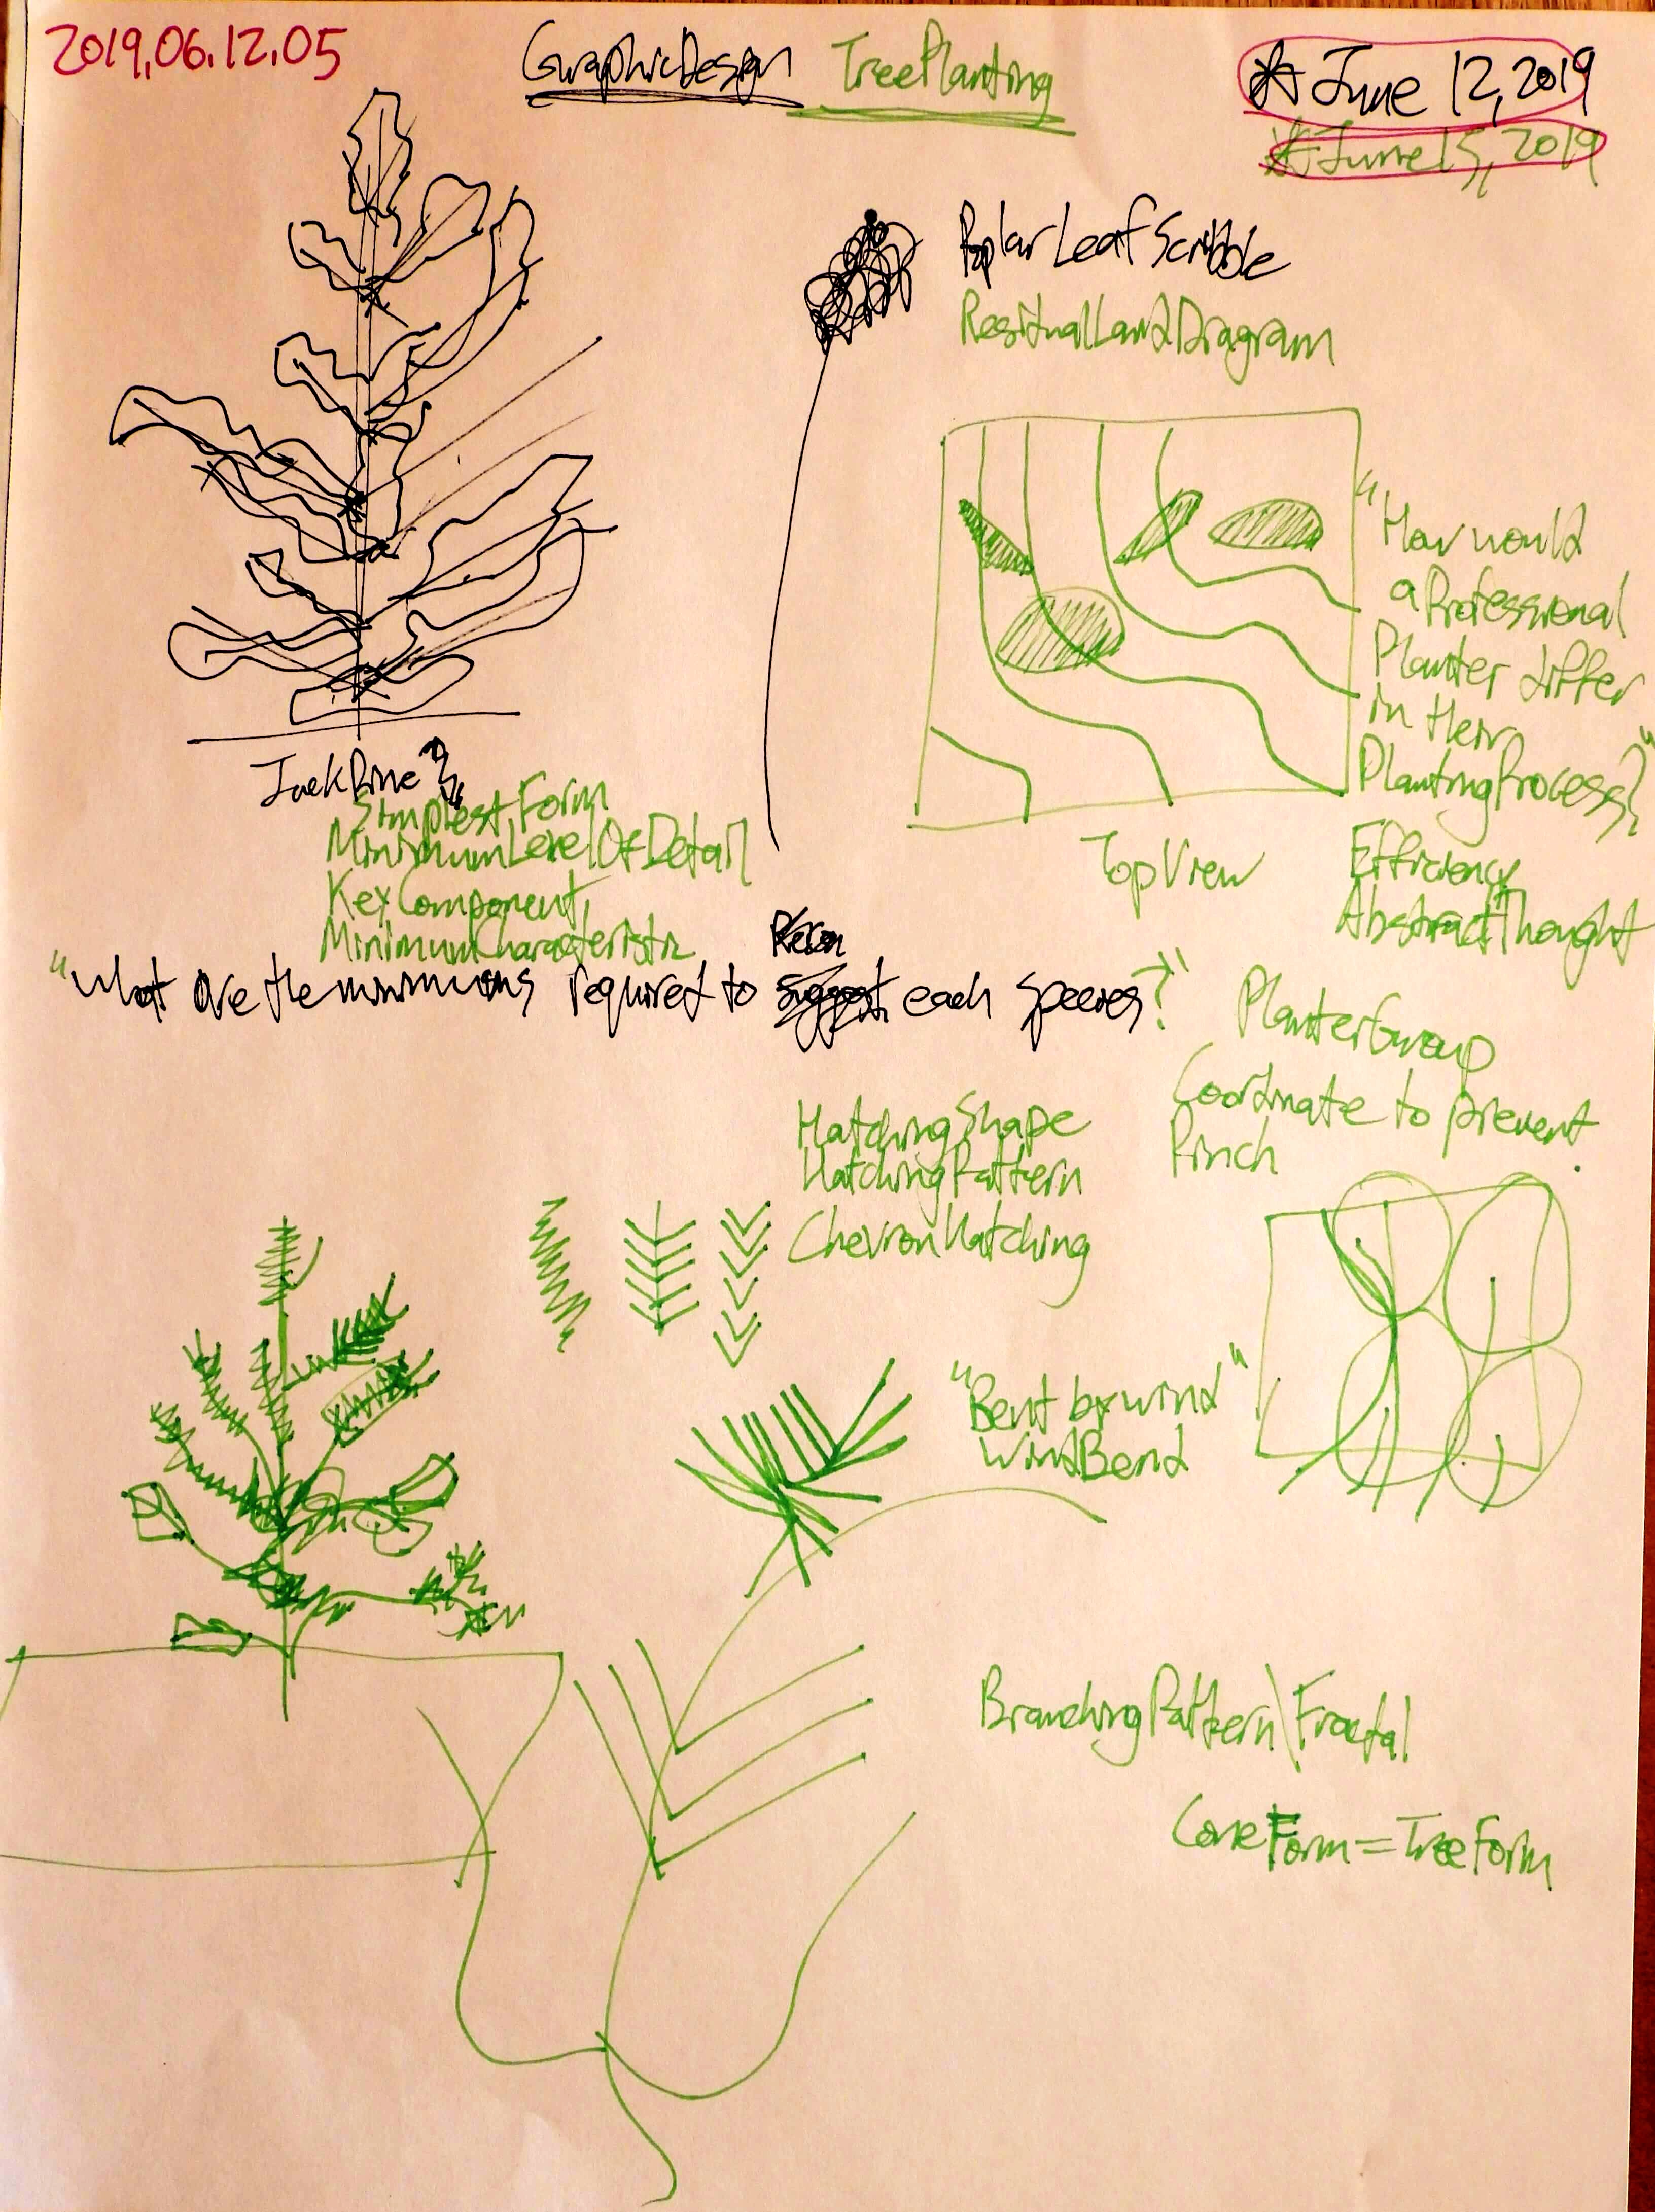 2019.06.12.05
GraphicDesign TreePlanting
*June 12, 2019
*June 15, 2019
PoplarLeafScribble
ResidualLandDiagram
"How would
a Professional
Planter differ
in their
PlantingProcess?"
JackPine?
SimplestForm
MinimumLevelOfDetail
KeyComponent,
MinimumCharacteristic
TopView
Efficiency
AbstractThought
"What are the minimums required to suggest each species?"
PlanterGroup
Coordinate to prevent
Pinch
HatchingShape
HatchingPattern
ChevronHatching
"Bent by wind"
WindBend
BranchingPattern\Fractal
ConeForm=TreeForm